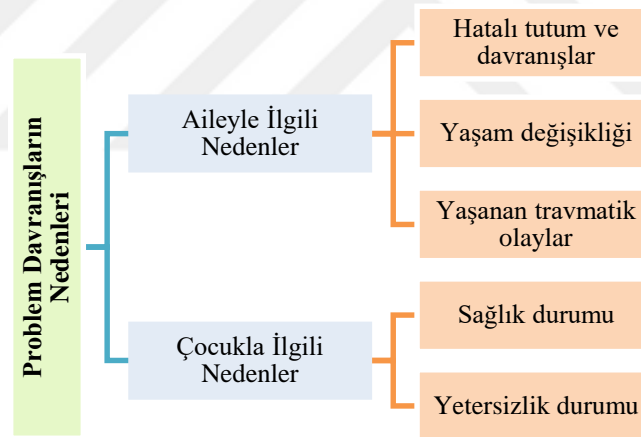 Problem Davranışların
Nedenleri
Aileyle İlgili
Nedenler
Hatalı tutum ve
davranışlar
Yaşam değişikliği
Yaşanan travmatik
olaylar
Çocukla İlgili
Nedenler
Sağlık durumu
Yetersizlik durumu